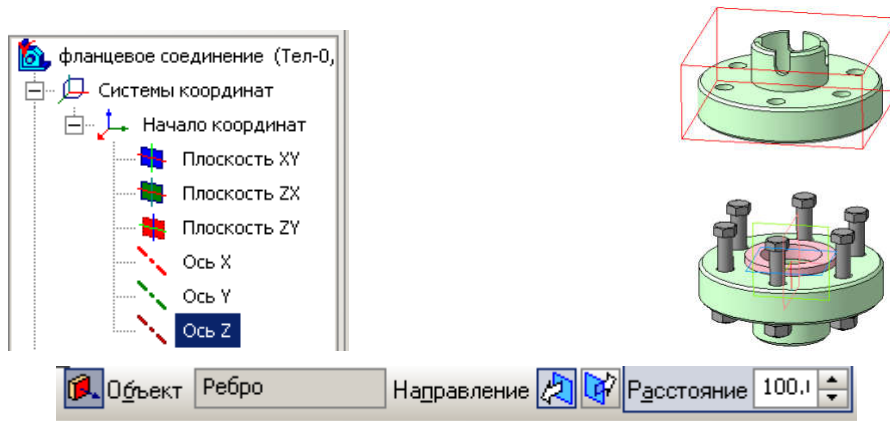 фланцевое соединение (Тел-0,
Системы координат
Начало координат
Плоскость XY
Плоскость ZX
Плоскость ZY
Ось X
Ось Y
Ось Z
Объект Ребро Направление Расстояние 100,